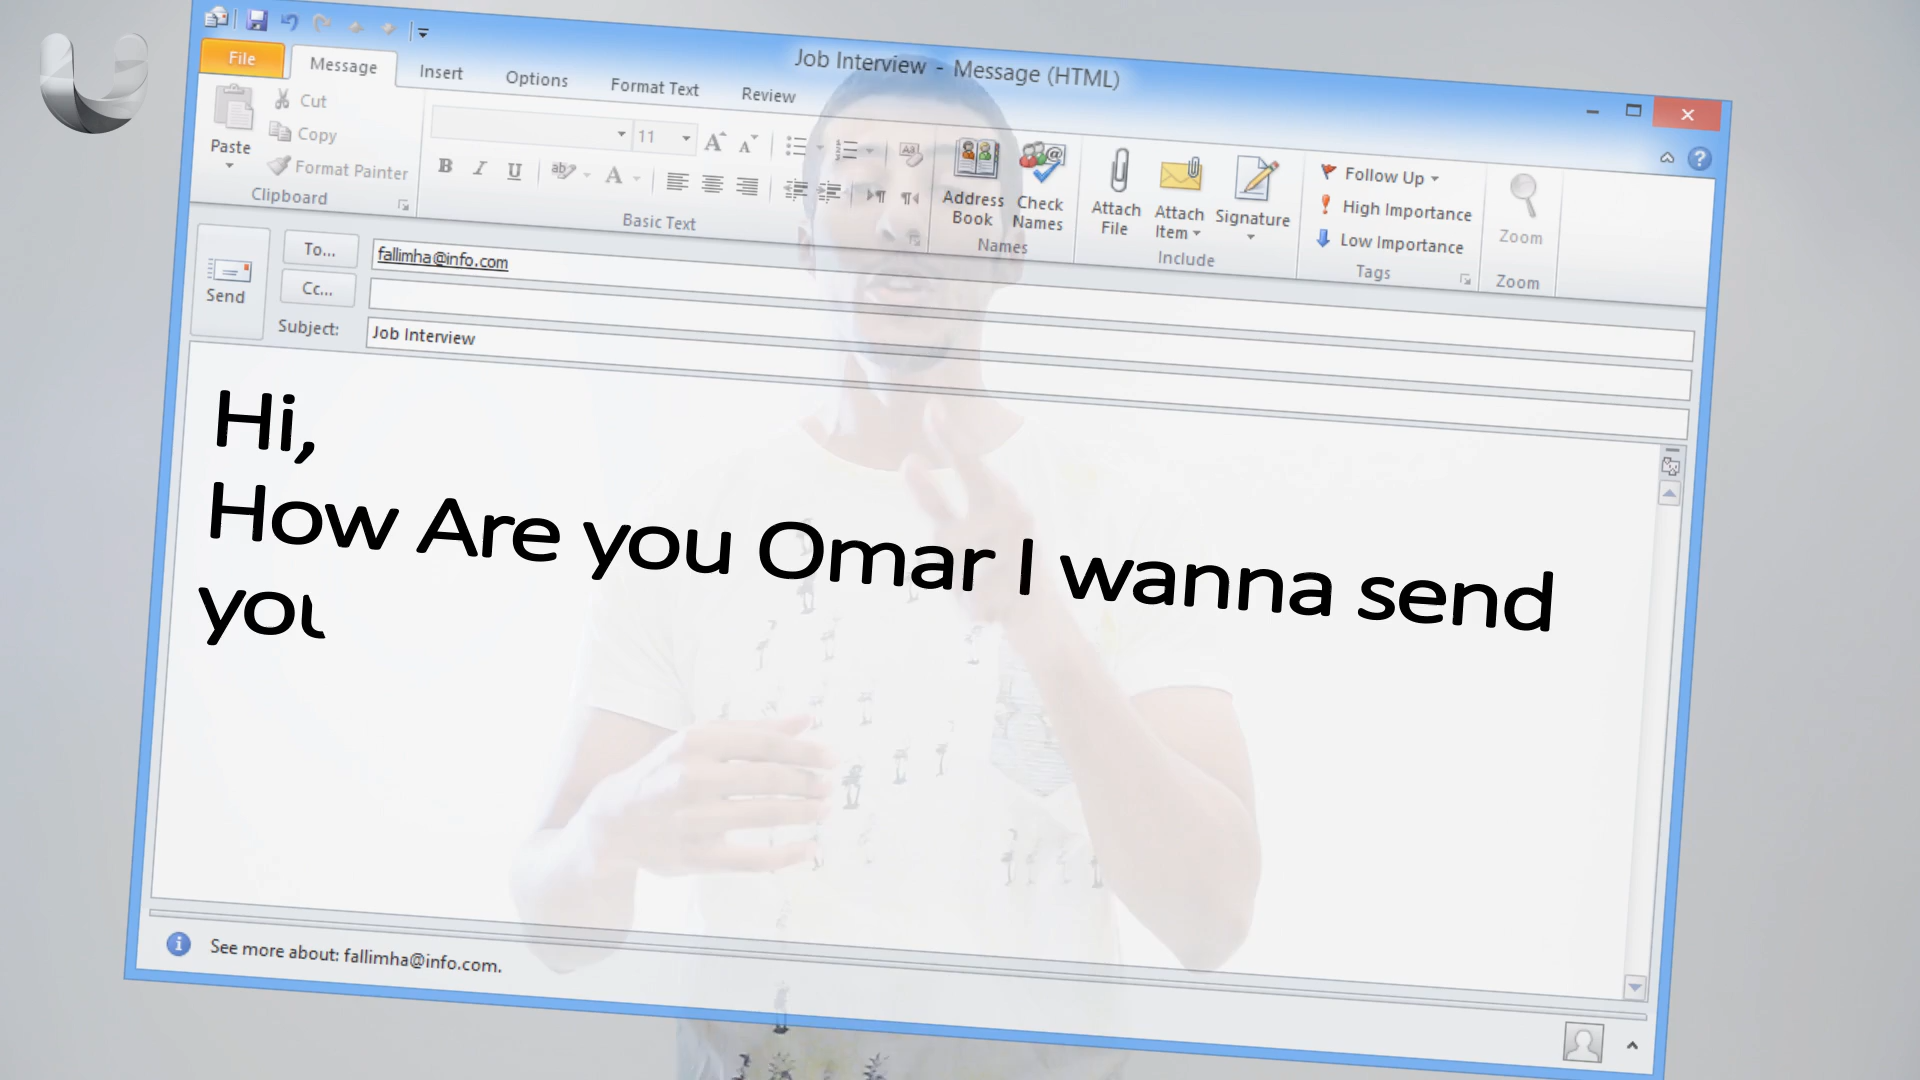 Job Interview - Message (HTML)
File
Message
Insert
Options
Format Text
Review
Paste
Cut
Copy
Format Painter
Clipboard
11
B I U
Basic Text
Address Book
Check Names
Names
Attach File
Attach Item
Signature
Include
Follow Up
High Importance
Low Importance
Tags
Zoom
Zoom
Send
To...
fallimha@info.com
Cc...
Subject:
Job Interview
Hi,
How Are you Omar I wanna send
you
See more about: fallimha@info.com.